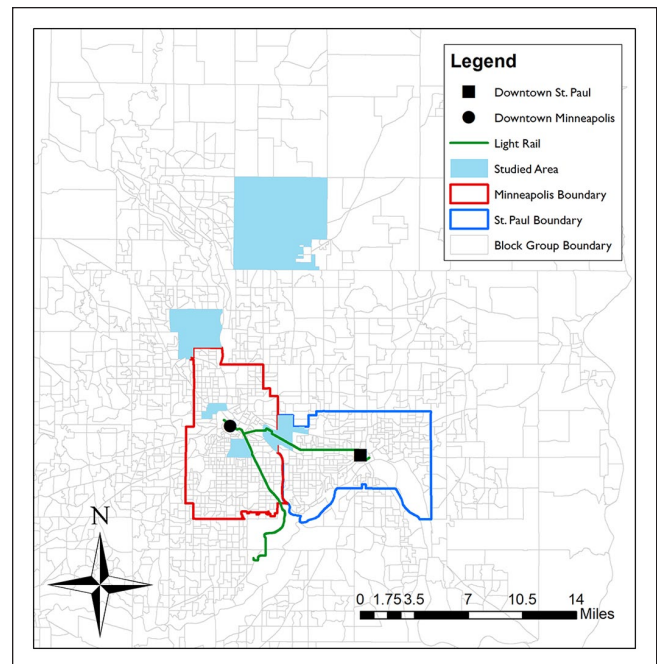 Legend
Downtown St. Paul
Downtown Minneapolis
Light Rail
Studied Area
Minneapolis Boundary
St. Paul Boundary
Block Group Boundary
N
0 1.75 3.5 7 10.5 14
Miles